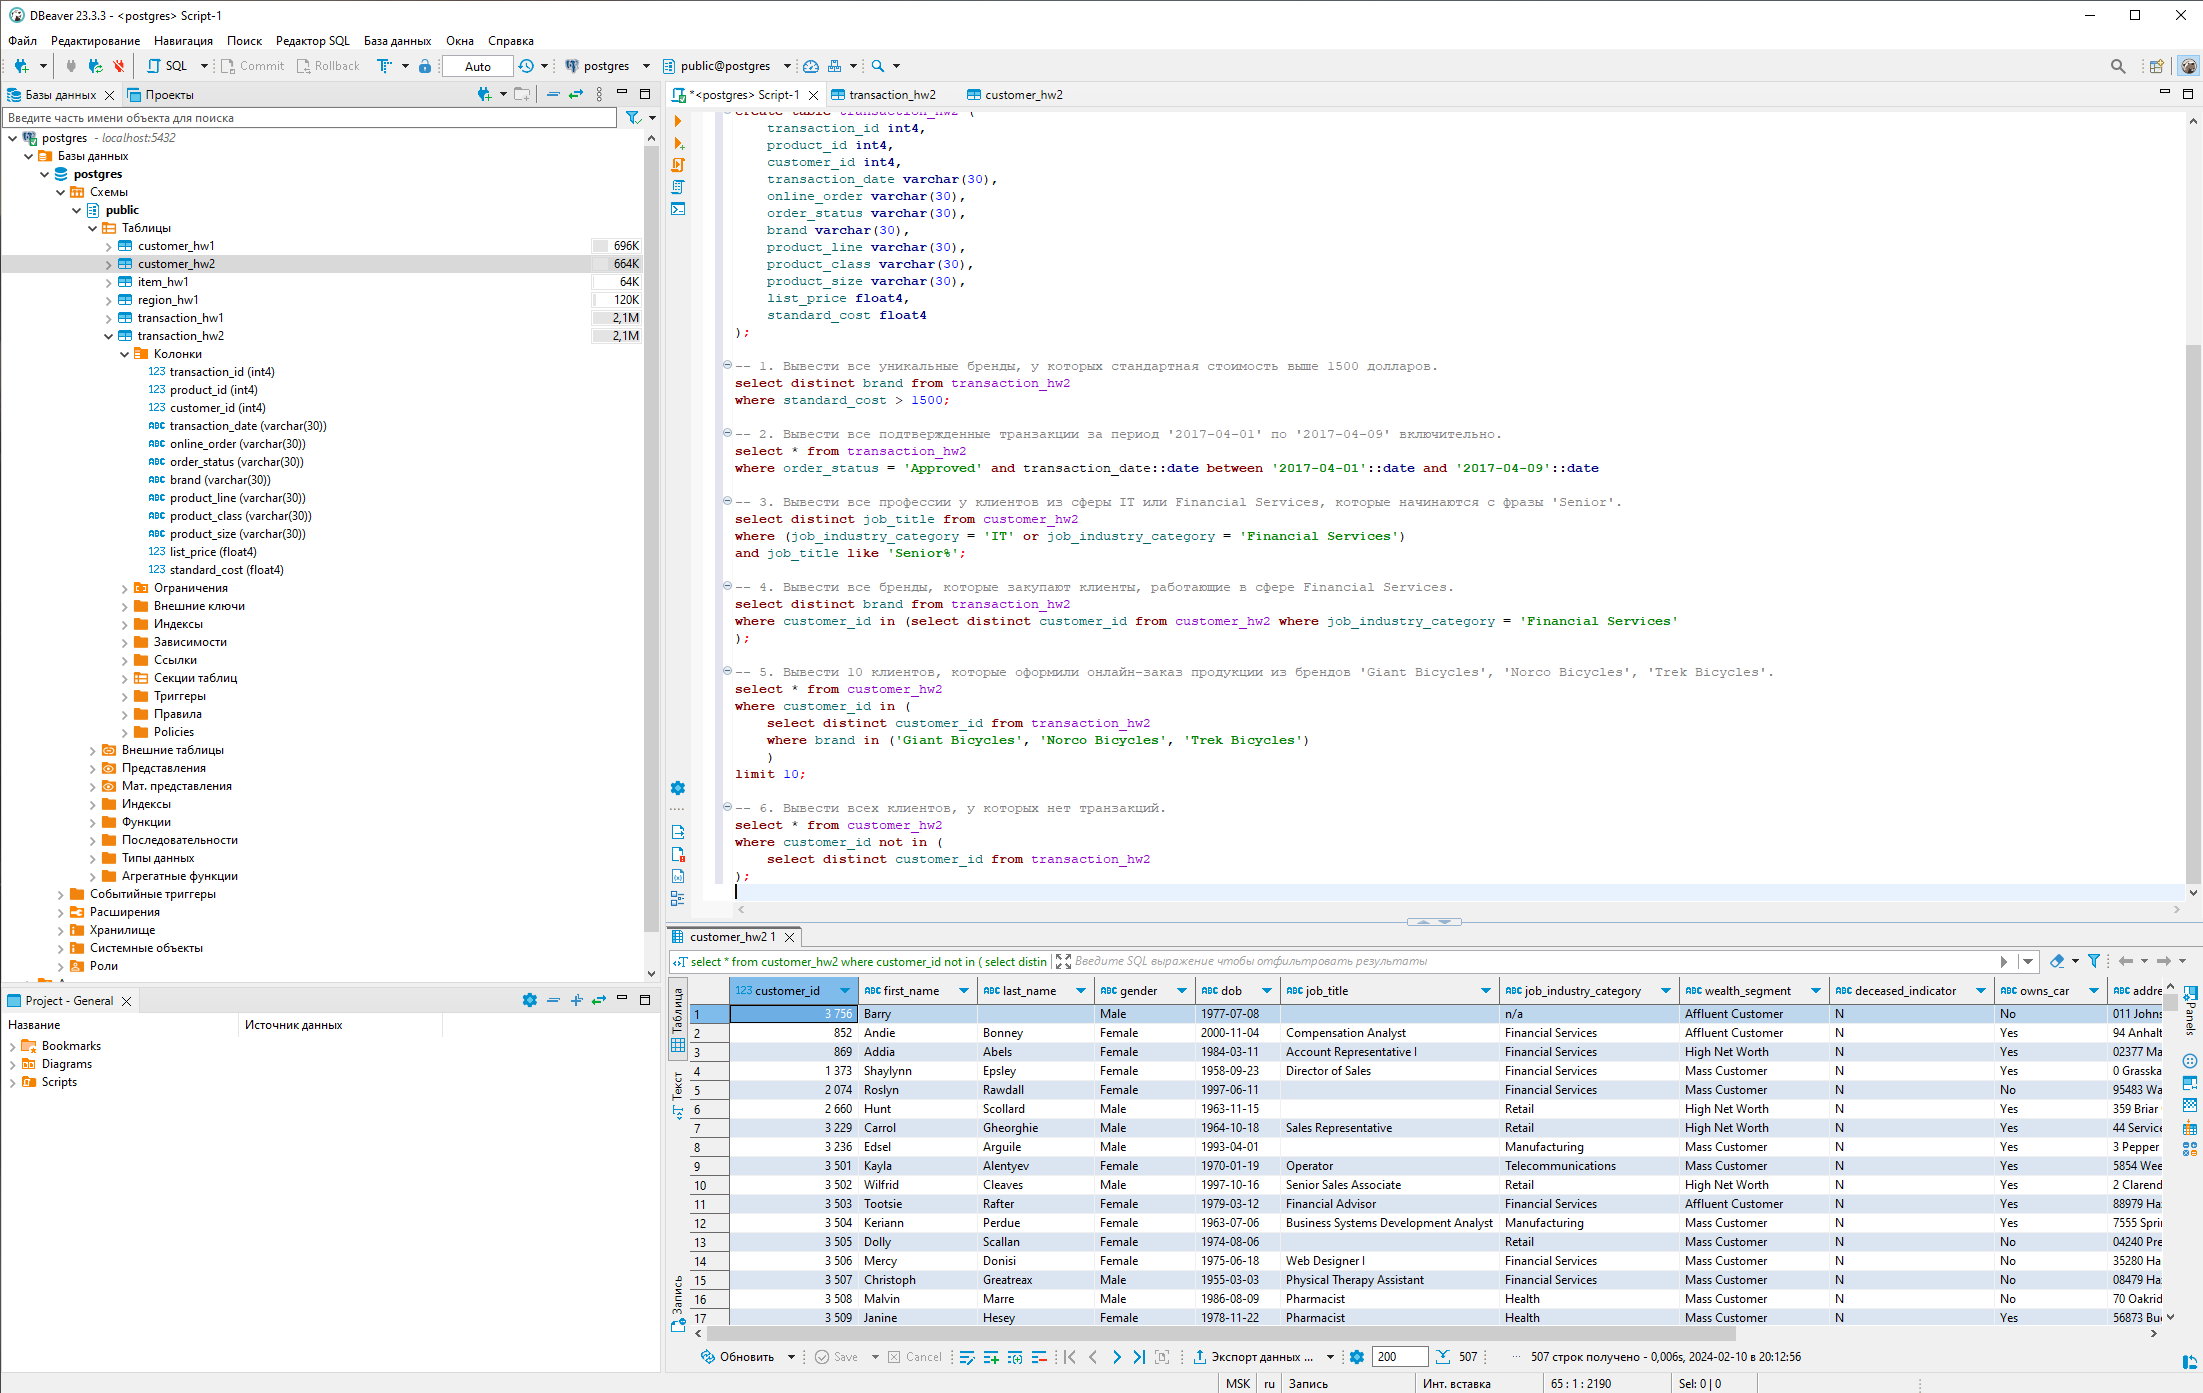 DBeaver 23.3.3 - <postgres> Script-1
Файл Редактирование Навигация Поиск Редактор SQL База данных Окна Справка
SQL Commit Rollback Auto postgres public@postgres
Базы данных Проекты
Введите часть имени объекта для поиска
postgres - localhost:5432
Базы данных
postgres
Схемы
public
Таблицы
customer_hw1 696K
customer_hw2 664K
item_hw1 64K
region_hw1 120K
transaction_hw1 2,1M
transaction_hw2 2,1M
Колонки
123 transaction_id (int4)
123 product_id (int4)
123 customer_id (int4)
ABC transaction_date (varchar(30))
ABC online_order (varchar(30))
ABC order_status (varchar(30))
ABC brand (varchar(30))
ABC product_line (varchar(30))
ABC product_class (varchar(30))
ABC product_size (varchar(30))
123 list_price (float4)
123 standard_cost (float4)
Ограничения
Внешние ключи
Индексы
Зависимости
Ссылки
Секции таблиц
Триггеры
Правила
Policies
Внешние таблицы
Представления
Мат. представления
Индексы
Функции
Последовательности
Типы данных
Агрегатные функции
Событийные триггеры
Расширения
Хранилище
Системные объекты
Роли
Project - General
Название Источник данных
Bookmarks
Diagrams
Scripts
*<postgres> Script-1 transaction_hw2 customer_hw2
create table transaction_hw2 (
transaction_id int4,
product_id int4,
customer_id int4,
transaction_date varchar(30),
online_order varchar(30),
order_status varchar(30),
brand varchar(30),
product_line varchar(30),
product_class varchar(30),
product_size varchar(30),
list_price float4,
standard_cost float4
);
-- 1. Вывести все уникальные бренды, у которых стандартная стоимость выше 1500 долларов.
select distinct brand from transaction_hw2
where standard_cost > 1500;
-- 2. Вывести все подтвержденные транзакции за период '2017-04-01' по '2017-04-09' включительно.
select * from transaction_hw2
where order_status = 'Approved' and transaction_date::date between '2017-04-01'::date and '2017-04-09'::date
-- 3. Вывести все профессии у клиентов из сферы IT или Financial Services, которые начинаются с фразы 'Senior'.
select distinct job_title from customer_hw2
where (job_industry_category = 'IT' or job_industry_category = 'Financial Services')
and job_title like 'Senior%';
-- 4. Вывести все бренды, которые закупают клиенты, работающие в сфере Financial Services.
select distinct brand from transaction_hw2
where customer_id in (select distinct customer_id from customer_hw2 where job_industry_category = 'Financial Services'
);
-- 5. Вывести 10 клиентов, которые оформили онлайн-заказ продукции из брендов 'Giant Bicycles', 'Norco Bicycles', 'Trek Bicycles'.
select * from customer_hw2
where customer_id in (
select distinct customer_id from transaction_hw2
where brand in ('Giant Bicycles', 'Norco Bicycles', 'Trek Bicycles')
)
limit 10;
-- 6. Вывести всех клиентов, у которых нет транзакций.
select * from customer_hw2
where customer_id not in (
select distinct customer_id from transaction_hw2
);
customer_hw2 1
select * from customer_hw2 where customer_id not in ( select distin Введите SQL выражение чтобы отфильтровать результаты
Таблица
Текст
Запись
Panels
123 customer_id ABC first_name ABC last_name ABC gender ABC dob ABC job_title ABC job_industry_category ABC wealth_segment ABC deceased_indicator ABC owns_car ABC addre
1 3 756 Barry Male 1977-07-08 n/a Affluent Customer N No 011 Johns
2 852 Andie Bonney Female 2000-11-04 Compensation Analyst Financial Services Affluent Customer N Yes 94 Anhalt
3 869 Addia Abels Female 1984-03-11 Account Representative I Financial Services High Net Worth N Yes 02377 Ma
4 1 373 Shaylynn Epsley Female 1958-09-23 Director of Sales Financial Services Mass Customer N Yes 0 Grasska
5 2 074 Roslyn Rawdall Female 1997-06-11 Financial Services Mass Customer N No 95483 Wa
6 2 660 Hunt Scollard Male 1963-11-15 Retail High Net Worth N Yes 359 Briar
7 3 229 Carrol Gheorghie Male 1964-10-18 Sales Representative Retail High Net Worth N Yes 44 Service
8 3 236 Edsel Arguile Male 1993-04-01 Manufacturing Mass Customer N Yes 3 Pepper
9 3 501 Kayla Alentyev Female 1970-01-19 Operator Telecommunications Mass Customer N Yes 5854 Wee
10 3 502 Wilfrid Cleaves Male 1997-10-16 Senior Sales Associate Retail High Net Worth N Yes 2 Clarend
11 3 503 Tootsie Rafter Female 1979-03-12 Financial Advisor Financial Services Affluent Customer N Yes 88979 Ha
12 3 504 Keriann Perdue Female 1963-07-06 Business Systems Development Analyst Manufacturing Mass Customer N Yes 7555 Spri
13 3 505 Dolly Scallan Female 1974-08-06 Retail Mass Customer N No 04240 Pre
14 3 506 Mercy Donisi Female 1975-06-18 Web Designer I Financial Services Mass Customer N No 35280 Ha
15 3 507 Christoph Greatreax Male 1955-03-03 Physical Therapy Assistant Financial Services Mass Customer N No 08479 Ha
16 3 508 Malvin Marre Male 1986-08-09 Pharmacist Health Mass Customer N No 70 Oakrid
17 3 509 Janine Hesey Female 1978-11-22 Pharmacist Health Mass Customer N Yes 56873 Bu
Обновить Save Cancel Экспорт данных ... 200 507 507 строк получено - 0,006s, 2024-02-10 в 20:12:56
MSK ru Запись Инт. вставка 65 : 1 : 2190 Sel: 0 | 0